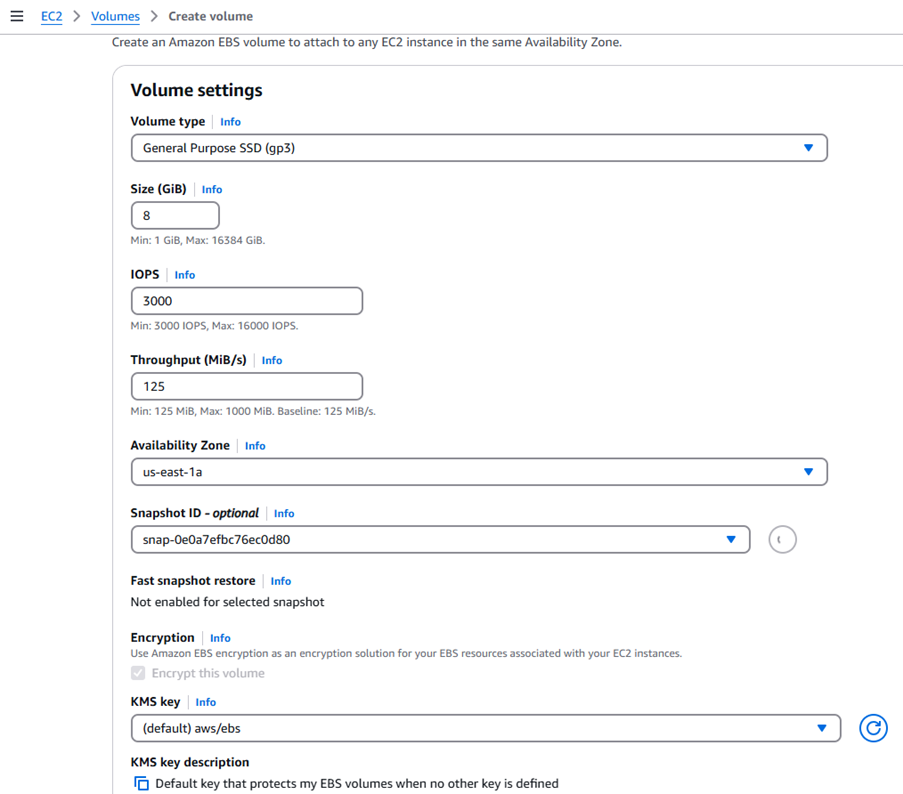 EC2 > Volumes > Create volume
Create an Amazon EBS volume to attach to any EC2 instance in the same Availability Zone.
Volume settings
Volume type | Info
General Purpose SSD (gp3)
Size (GiB) | Info
8
Min: 1 GiB, Max: 16384 GiB.
IOPS | Info
3000
Min: 3000 IOPS, Max: 16000 IOPS.
Throughput (MiB/s) | Info
125
Min: 125 MiB, Max: 1000 MiB. Baseline: 125 MiB/s.
Availability Zone | Info
us-east-1a
Snapshot ID - optional | Info
snap-0e0a7efbc76ec0d80
Fast snapshot restore | Info
Not enabled for selected snapshot
Encryption | Info
Use Amazon EBS encryption as an encryption solution for your EBS resources associated with your EC2 instances.
Encrypt this volume
KMS key | Info
(default) aws/ebs
KMS key description
Default key that protects my EBS volumes when no other key is defined